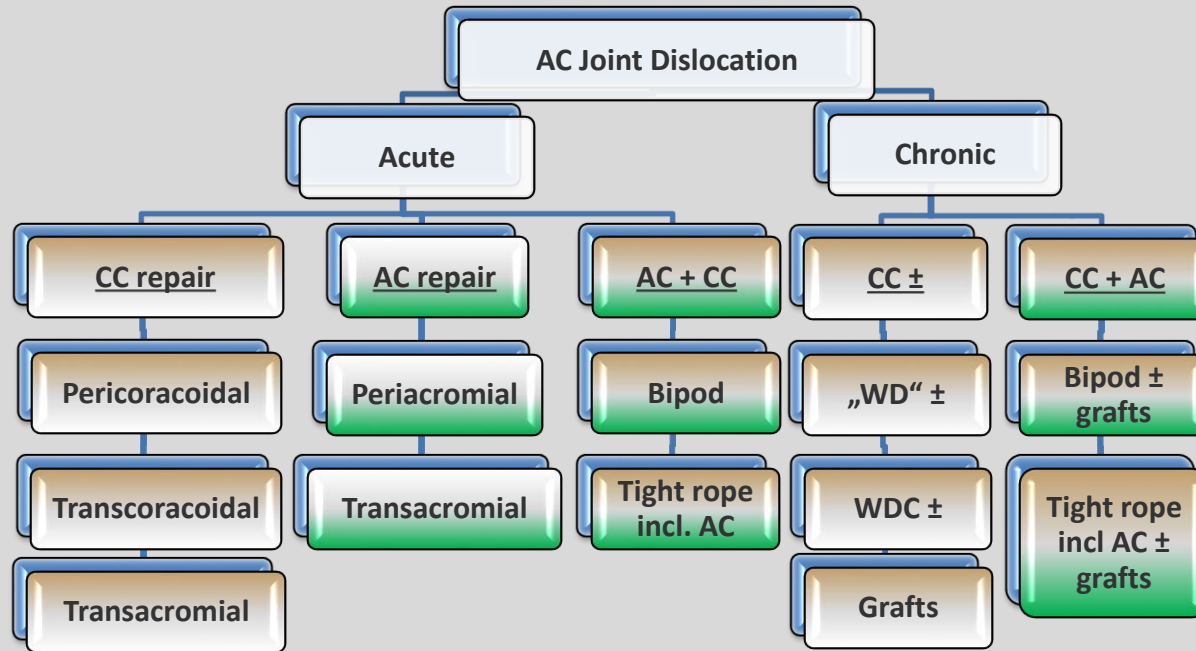 AC Joint Dislocation
Acute
Chronic
CC repair
AC repair
AC + CC
CC ±
CC + AC
Pericoracoidal
Periacromial
Bipod
„WD“ ±
Bipod ±
grafts
Transcoracoidal
Transacromial
Tight rope
incl. AC
WDC ±
Tight rope
incl AC ±
grafts
Transacromial
Grafts